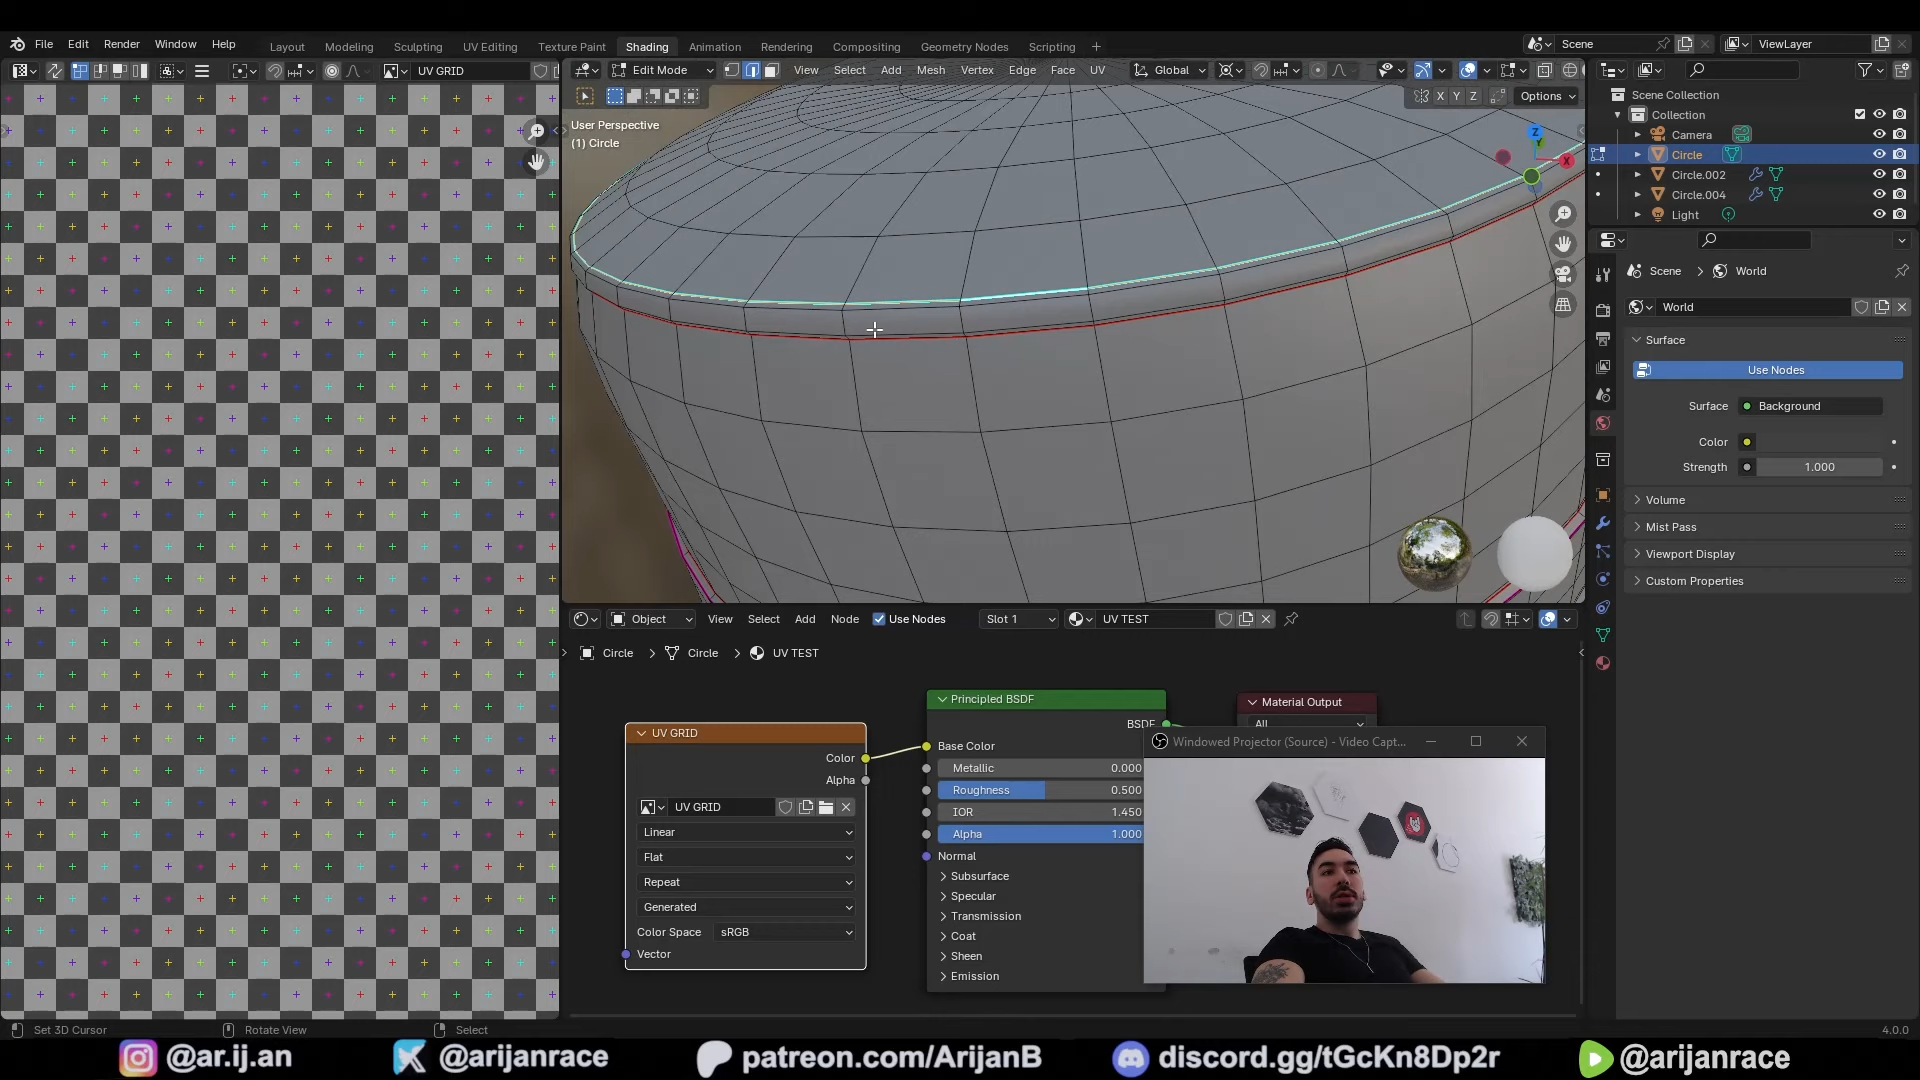 File Edit Render Window Help
Layout Modeling Sculpting UV Editing Texture Paint Shading Animation Rendering Compositing Geometry Nodes Scripting +
Scene
ViewLayer
UV GRID
Edit Mode
View Select Add Mesh Vertex Edge Face UV
Global
X Y Z
Options
User Perspective
(1) Circle
Z
X
Scene Collection
Collection
Camera
Circle
Circle.002
Circle.004
Light
Scene > World
World
Surface
Use Nodes
Surface Background
Color
Strength 1.000
Volume
Mist Pass
Viewport Display
Custom Properties
Object View Select Add Node Use Nodes Slot 1 UV TEST
Circle > Circle > UV TEST
UV GRID
Color
Alpha
UV GRID
Linear
Flat
Repeat
Generated
Color Space sRGB
Vector
Principled BSDF
BSDF
Base Color
Metallic 0.000
Roughness 0.500
IOR 1.450
Alpha 1.000
Normal
Subsurface
Specular
Transmission
Coat
Sheen
Emission
Material Output
All
Windowed Projector (Source) - Video Capt...
Set 3D Cursor
Rotate View
Select
4.0.0
@ar.ij.an
@arijanrace
patreon.com/ArijanB
discord.gg/tGcKn8Dp2r
@arijanrace